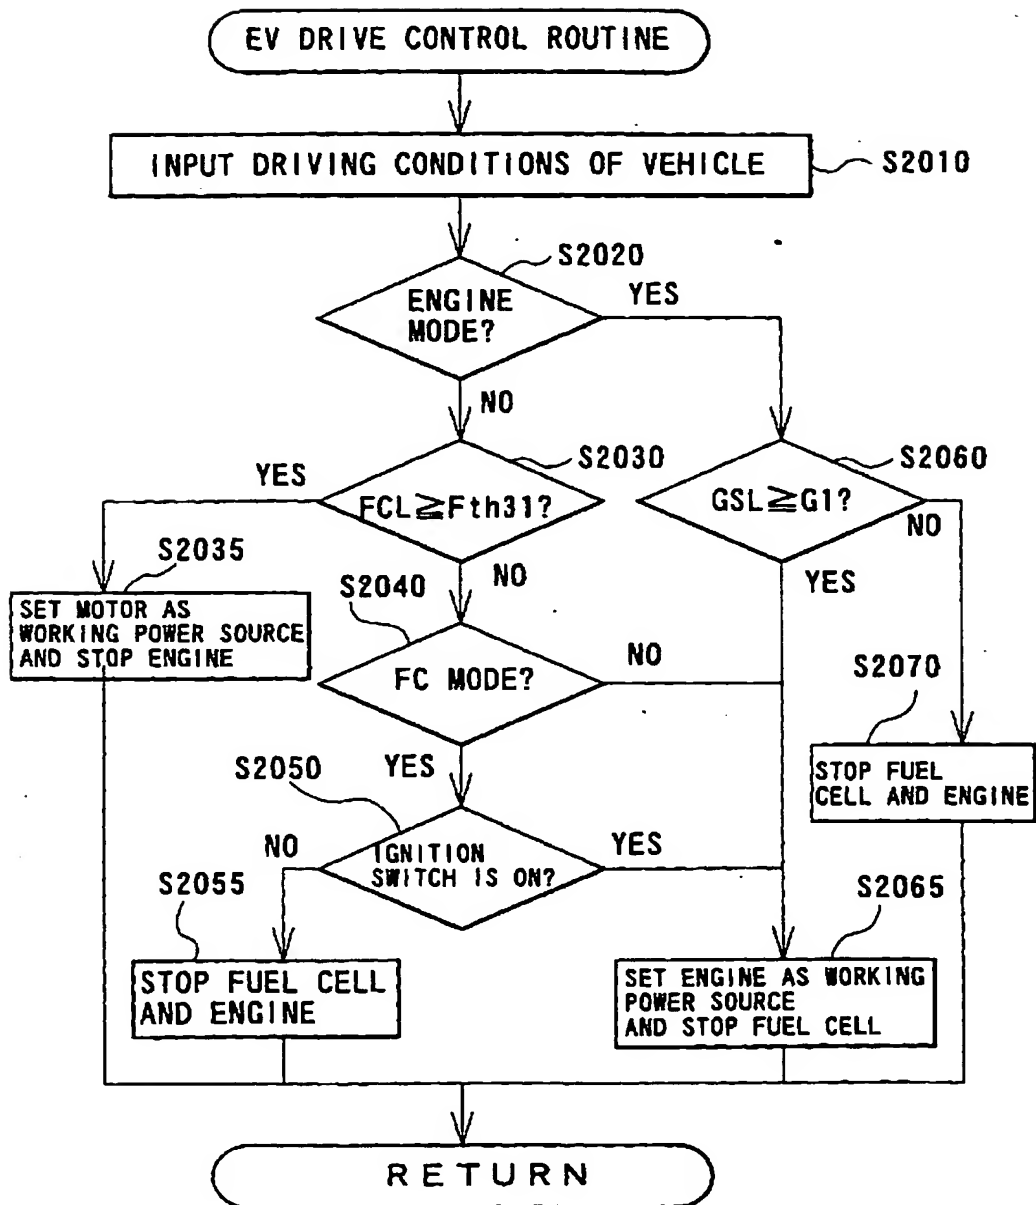 EV DRIVE CONTROL ROUTINE
INPUT DRIVING CONDITIONS OF VEHICLE
S2010
S2020
ENGINE
MODE?
YES
NO
S2030
YES
FCL≧Fth31?
NO
S2060
GSL≧G1?
NO
YES
S2035
SET MOTOR AS
WORKING POWER SOURCE
AND STOP ENGINE
S2040
FC MODE?
NO
YES
S2070
STOP FUEL
CELL AND ENGINE
S2050
NO
IGNITION
SWITCH IS ON?
YES
S2055
STOP FUEL CELL
AND ENGINE
S2065
SET ENGINE AS WORKING
POWER SOURCE
AND STOP FUEL CELL
RETURN